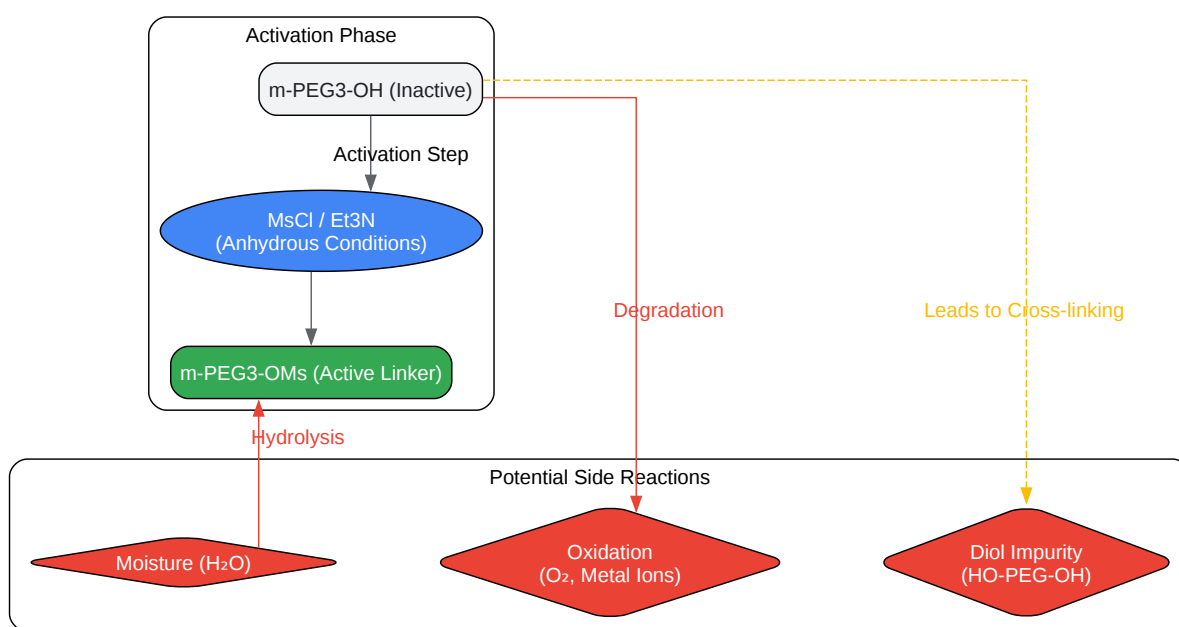 Activation Phase
m-PEG3-OH (Inactive)
Activation Step
MsCl / Et3N
(Anhydrous Conditions)
Degradation
Leads to Cross-linking
m-PEG3-OMs (Active Linker)
Hydrolysis
Potential Side Reactions
Moisture (H₂O)
Oxidation
(O₂, Metal Ions)
Diol Impurity
(HO-PEG-OH)